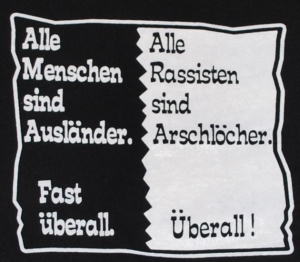 Alle
Menschen
sind
Ausländer.
Fast
überall.
Alle
Rassisten
sind
Arschlöcher.
Überall !